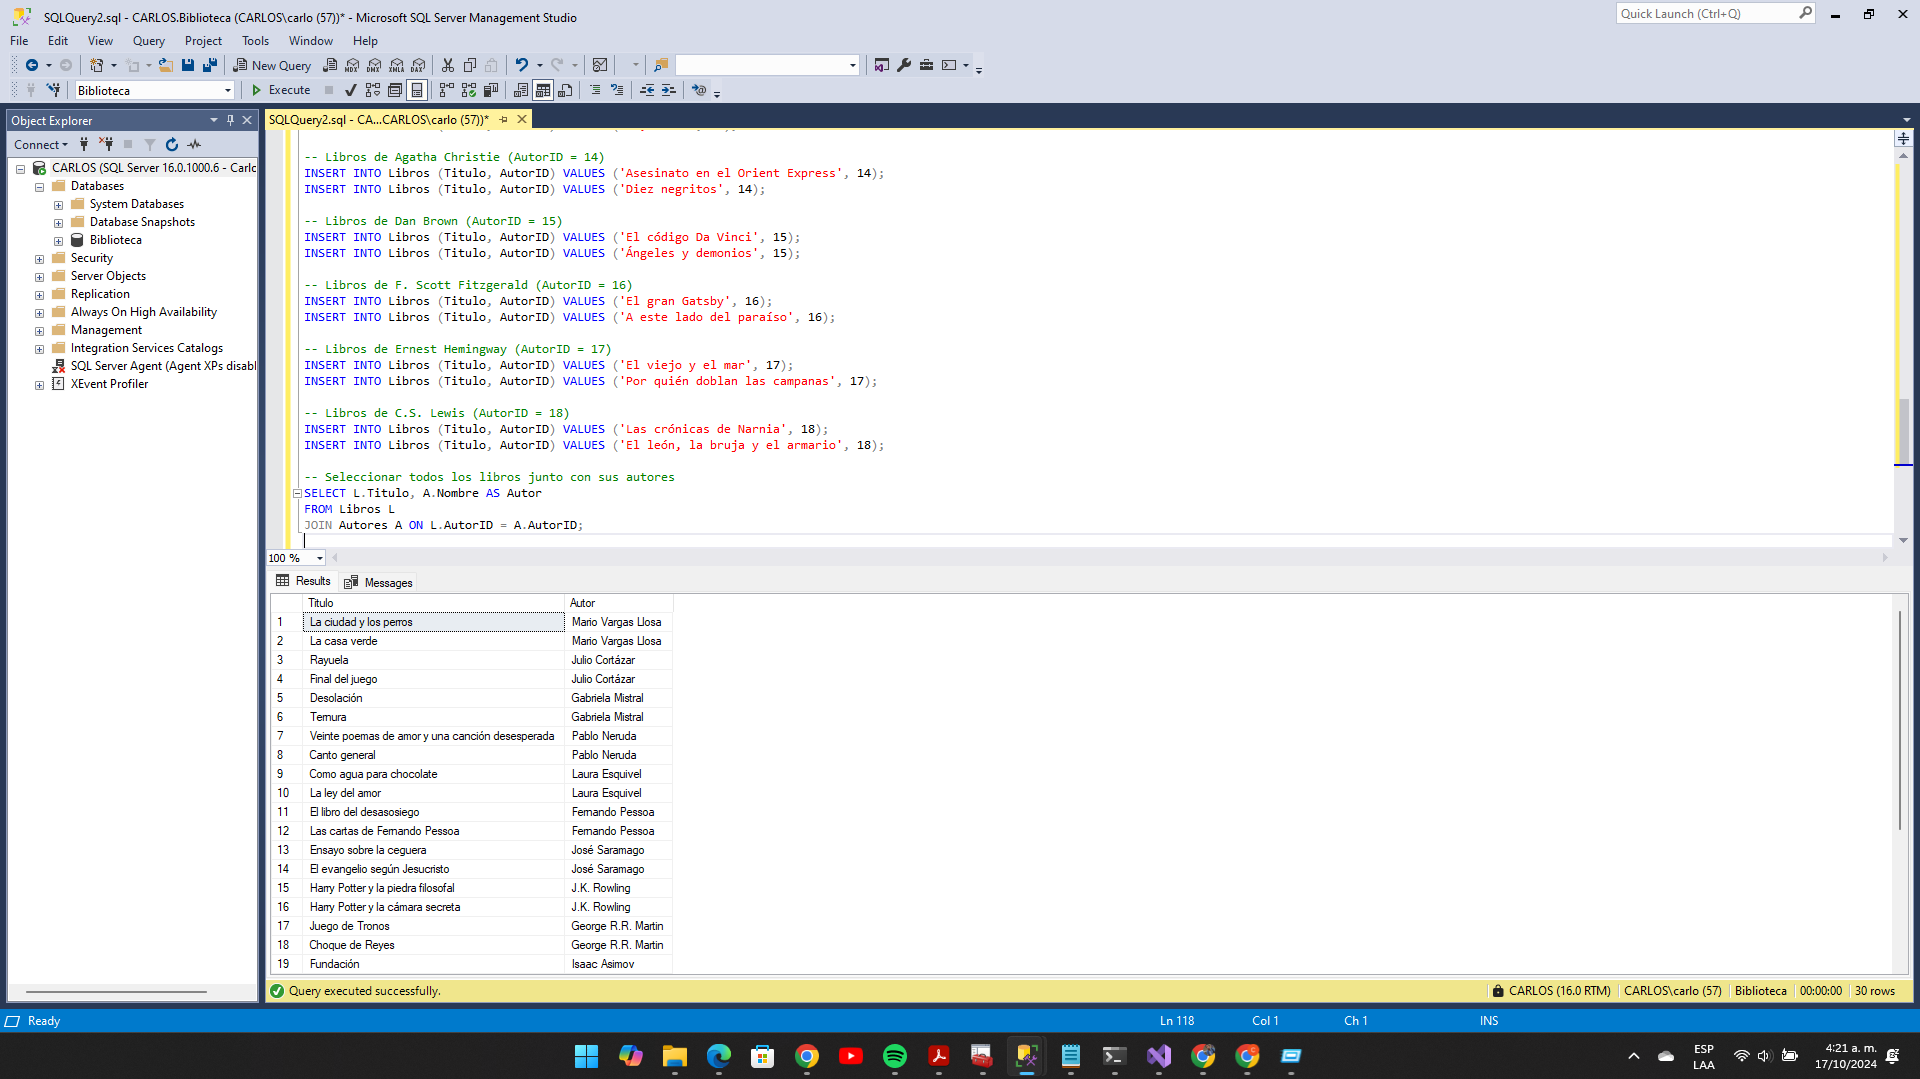 SQLQuery2.sql - CARLOS.Biblioteca (CARLOS\carlo (57))* - Microsoft SQL Server Management Studio
Quick Launch (Ctrl+Q)
File Edit View Query Project Tools Window Help
New Query
Biblioteca
Execute
Object Explorer
Connect
CARLOS (SQL Server 16.0.1000.6 - Carlo
Databases
System Databases
Database Snapshots
Biblioteca
Security
Server Objects
Replication
Always On High Availability
Management
Integration Services Catalogs
SQL Server Agent (Agent XPs disabl
XEvent Profiler
SQLQuery2.sql - CA...CARLOS\carlo (57))*
-- Libros de Agatha Christie (AutorID = 14)
INSERT INTO Libros (Titulo, AutorID) VALUES ('Asesinato en el Orient Express', 14);
INSERT INTO Libros (Titulo, AutorID) VALUES ('Diez negritos', 14);
-- Libros de Dan Brown (AutorID = 15)
INSERT INTO Libros (Titulo, AutorID) VALUES ('El código Da Vinci', 15);
INSERT INTO Libros (Titulo, AutorID) VALUES ('Ángeles y demonios', 15);
-- Libros de F. Scott Fitzgerald (AutorID = 16)
INSERT INTO Libros (Titulo, AutorID) VALUES ('El gran Gatsby', 16);
INSERT INTO Libros (Titulo, AutorID) VALUES ('A este lado del paraíso', 16);
-- Libros de Ernest Hemingway (AutorID = 17)
INSERT INTO Libros (Titulo, AutorID) VALUES ('El viejo y el mar', 17);
INSERT INTO Libros (Titulo, AutorID) VALUES ('Por quién doblan las campanas', 17);
-- Libros de C.S. Lewis (AutorID = 18)
INSERT INTO Libros (Titulo, AutorID) VALUES ('Las crónicas de Narnia', 18);
INSERT INTO Libros (Titulo, AutorID) VALUES ('El león, la bruja y el armario', 18);
-- Seleccionar todos los libros junto con sus autores
SELECT L.Titulo, A.Nombre AS Autor
FROM Libros L
JOIN Autores A ON L.AutorID = A.AutorID;
100 %
Results Messages
Titulo Autor
1 La ciudad y los perros Mario Vargas Llosa
2 La casa verde Mario Vargas Llosa
3 Rayuela Julio Cortázar
4 Final del juego Julio Cortázar
5 Desolación Gabriela Mistral
6 Ternura Gabriela Mistral
7 Veinte poemas de amor y una canción desesperada Pablo Neruda
8 Canto general Pablo Neruda
9 Como agua para chocolate Laura Esquivel
10 La ley del amor Laura Esquivel
11 El libro del desasosiego Fernando Pessoa
12 Las cartas de Fernando Pessoa Fernando Pessoa
13 Ensayo sobre la ceguera José Saramago
14 El evangelio según Jesucristo José Saramago
15 Harry Potter y la piedra filosofal J.K. Rowling
16 Harry Potter y la cámara secreta J.K. Rowling
17 Juego de Tronos George R.R. Martin
18 Choque de Reyes George R.R. Martin
19 Fundación Isaac Asimov
Query executed successfully. CARLOS (16.0 RTM) CARLOS\carlo (57) Biblioteca 00:00:00 30 rows
Ready Ln 118 Col 1 Ch 1 INS
ESP
LAA
4:21 a. m.
17/10/2024